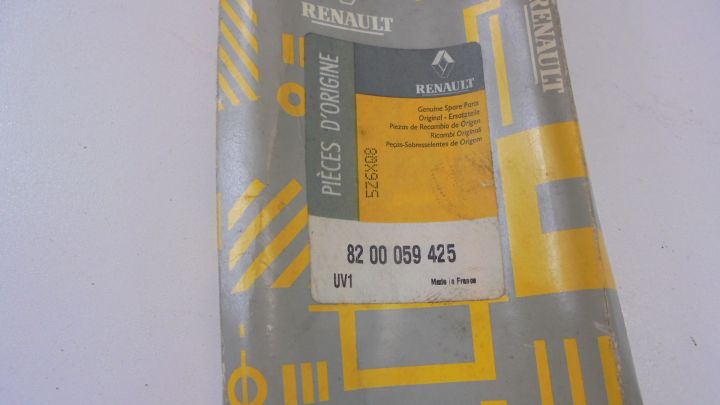 RENAULT
RENAULT
PIÈCES D'ORIGINE
RENAULT
Genuine Spare Parts
Original - Ersatzteile
Piezas de Recambio de Origen
Ricambi Originali
Peças-Sobresselentes de Origem
82 00 059 425
UV1
Made in France